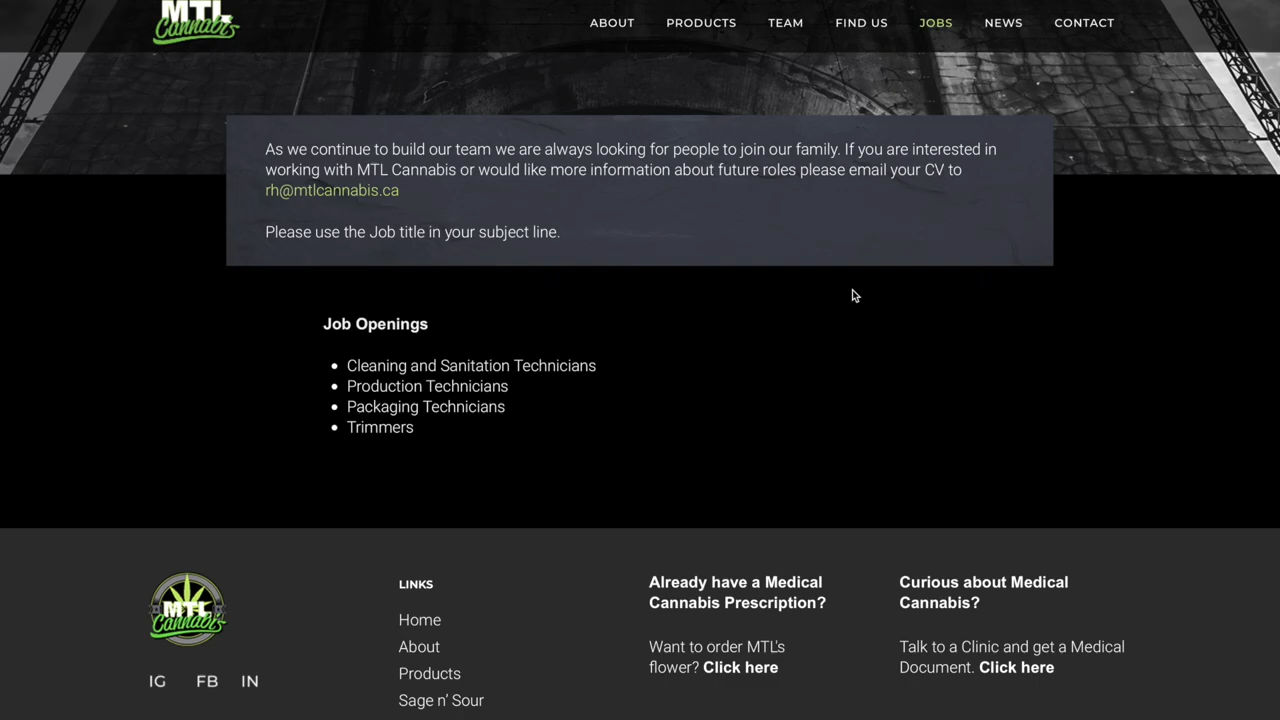 MTL
Cannabis
ABOUT PRODUCTS TEAM FIND US JOBS NEWS CONTACT
As we continue to build our team we are always looking for people to join our family. If you are interested in
working with MTL Cannabis or would like more information about future roles please email your CV to
rh@mtlcannabis.ca
Please use the Job title in your subject line.
Job Openings
Cleaning and Sanitation Technicians
Production Technicians
Packaging Technicians
Trimmers
MTL
Cannabis
IG FB IN
LINKS
Home
About
Products
Sage n’ Sour
Already have a Medical
Cannabis Prescription?
Want to order MTL's
flower? Click here
Curious about Medical
Cannabis?
Talk to a Clinic and get a Medical
Document. Click here